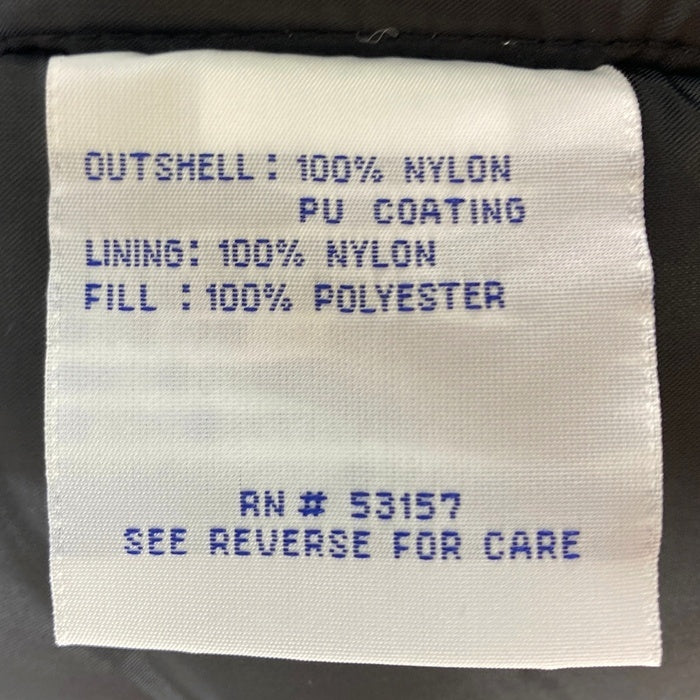 OUTSHELL: 100% NYLON
PU COATING
LINING: 100% NYLON
FILL : 100% POLYESTER
RN # 53157
SEE REVERSE FOR CARE